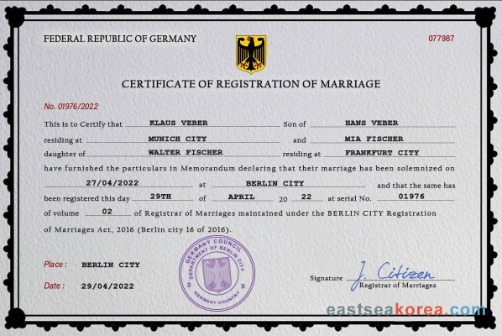 FEDERAL REPUBLIC OF GERMANY
077987
CERTIFICATE OF REGISTRATION OF MARRIAGE
No. 01976/2022
This is to Certify that KLAUS VEBER Son of HANS VEBER
residing at MUNICH CITY and MIA FISCHER
daughter of WALTER FISCHER residing at FRANKFURT CITY
have furnished the particulars in Memorandum declaring that their marriage has been solemnized on
27/04/2022 at BERLIN CITY and that the same has
been registered this day 29TH of APRIL 20 22 at serial No. 01976
of volume 02 of Registrar of Marriages maintained under the BERLIN CITY Registration
of Marriages Act, 2016 (Berlin city 16 of 2016).
GERMANY COUNCIL
DEPARTMENT OF BERLIN CITY
GERMANY COUNTRY
Place : BERLIN CITY
Signature J. Citizen
Registrar of Marriages
Date : 29/04/2022
eastseakorea.com